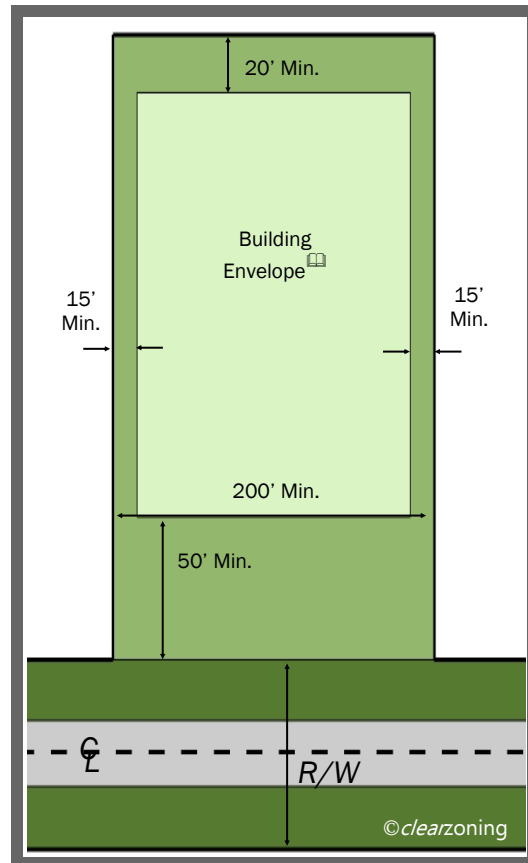 20’ Min.
Building
Envelope
15’
Min.
15’
Min.
200’ Min.
50’ Min.
CL
R/W
©clearzoning